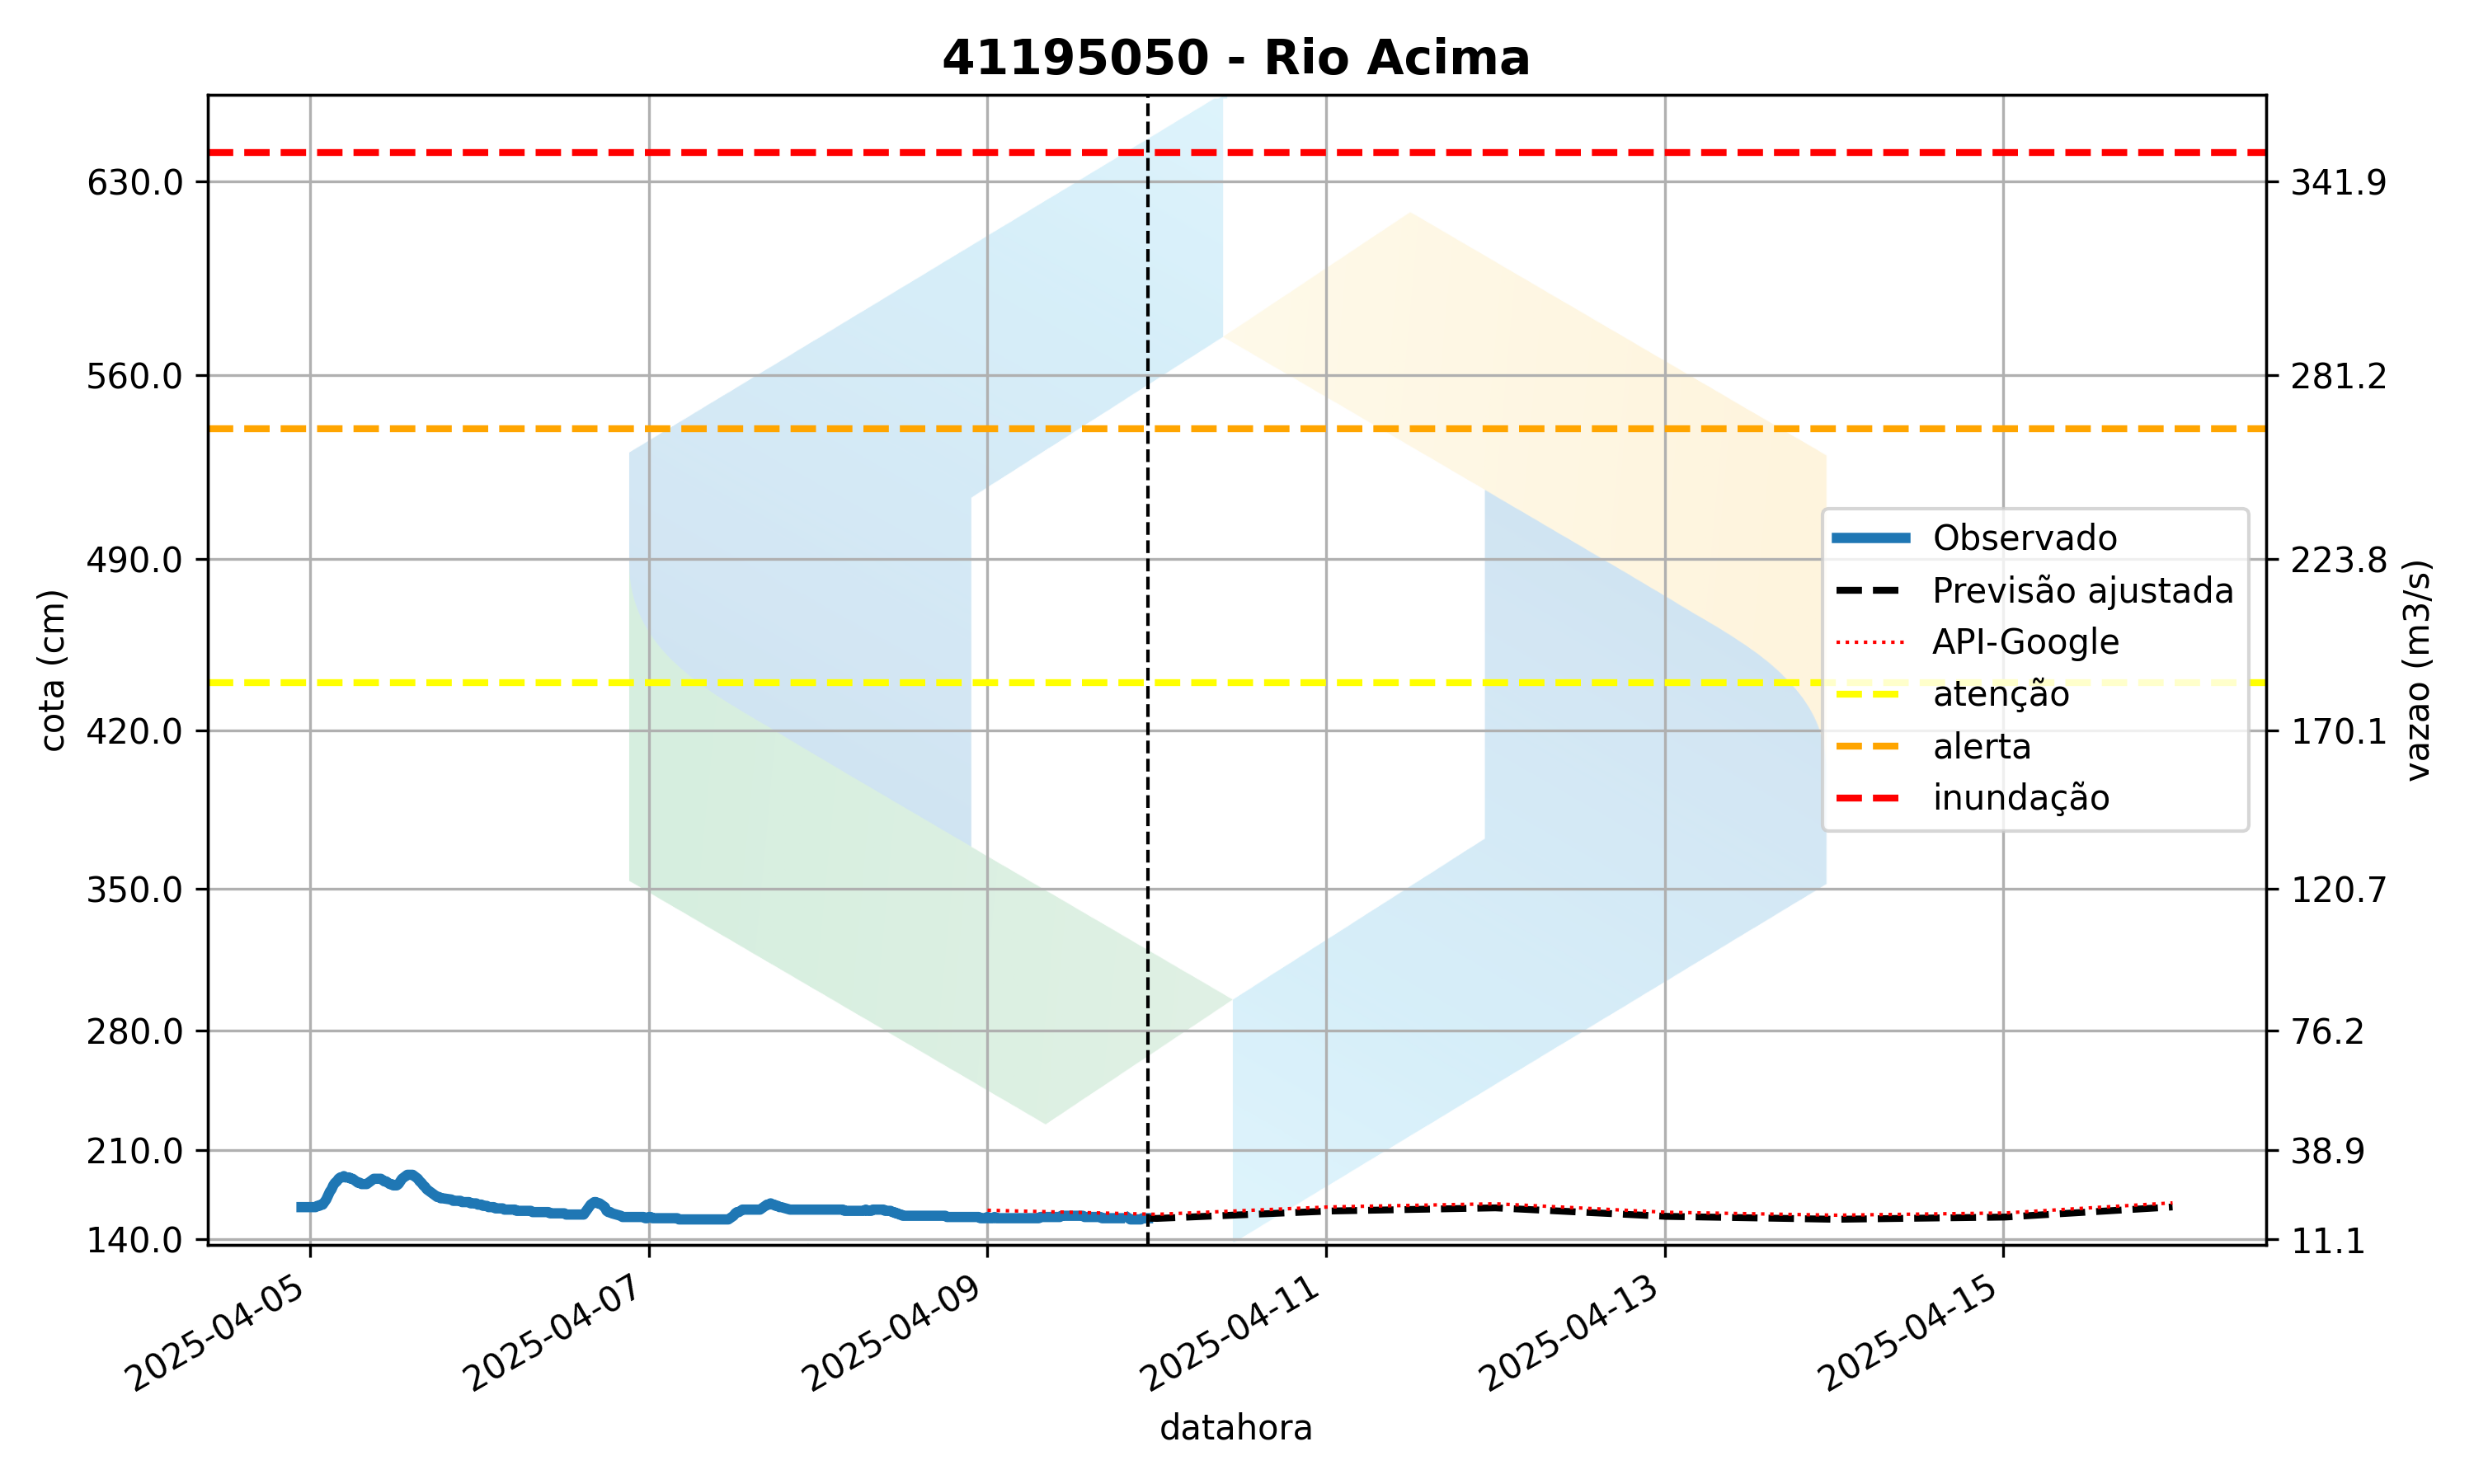 41195050 - Rio Acima
630.0
560.0
490.0
420.0
350.0
280.0
210.0
140.0
cota (cm)
341.9
281.2
223.8
170.1
120.7
76.2
38.9
11.1
vazao (m3/s)
Observado
Previsão ajustada
API-Google
atenção
alerta
inundação
2025-04-05
2025-04-07
2025-04-09
2025-04-11
2025-04-13
2025-04-15
datahora